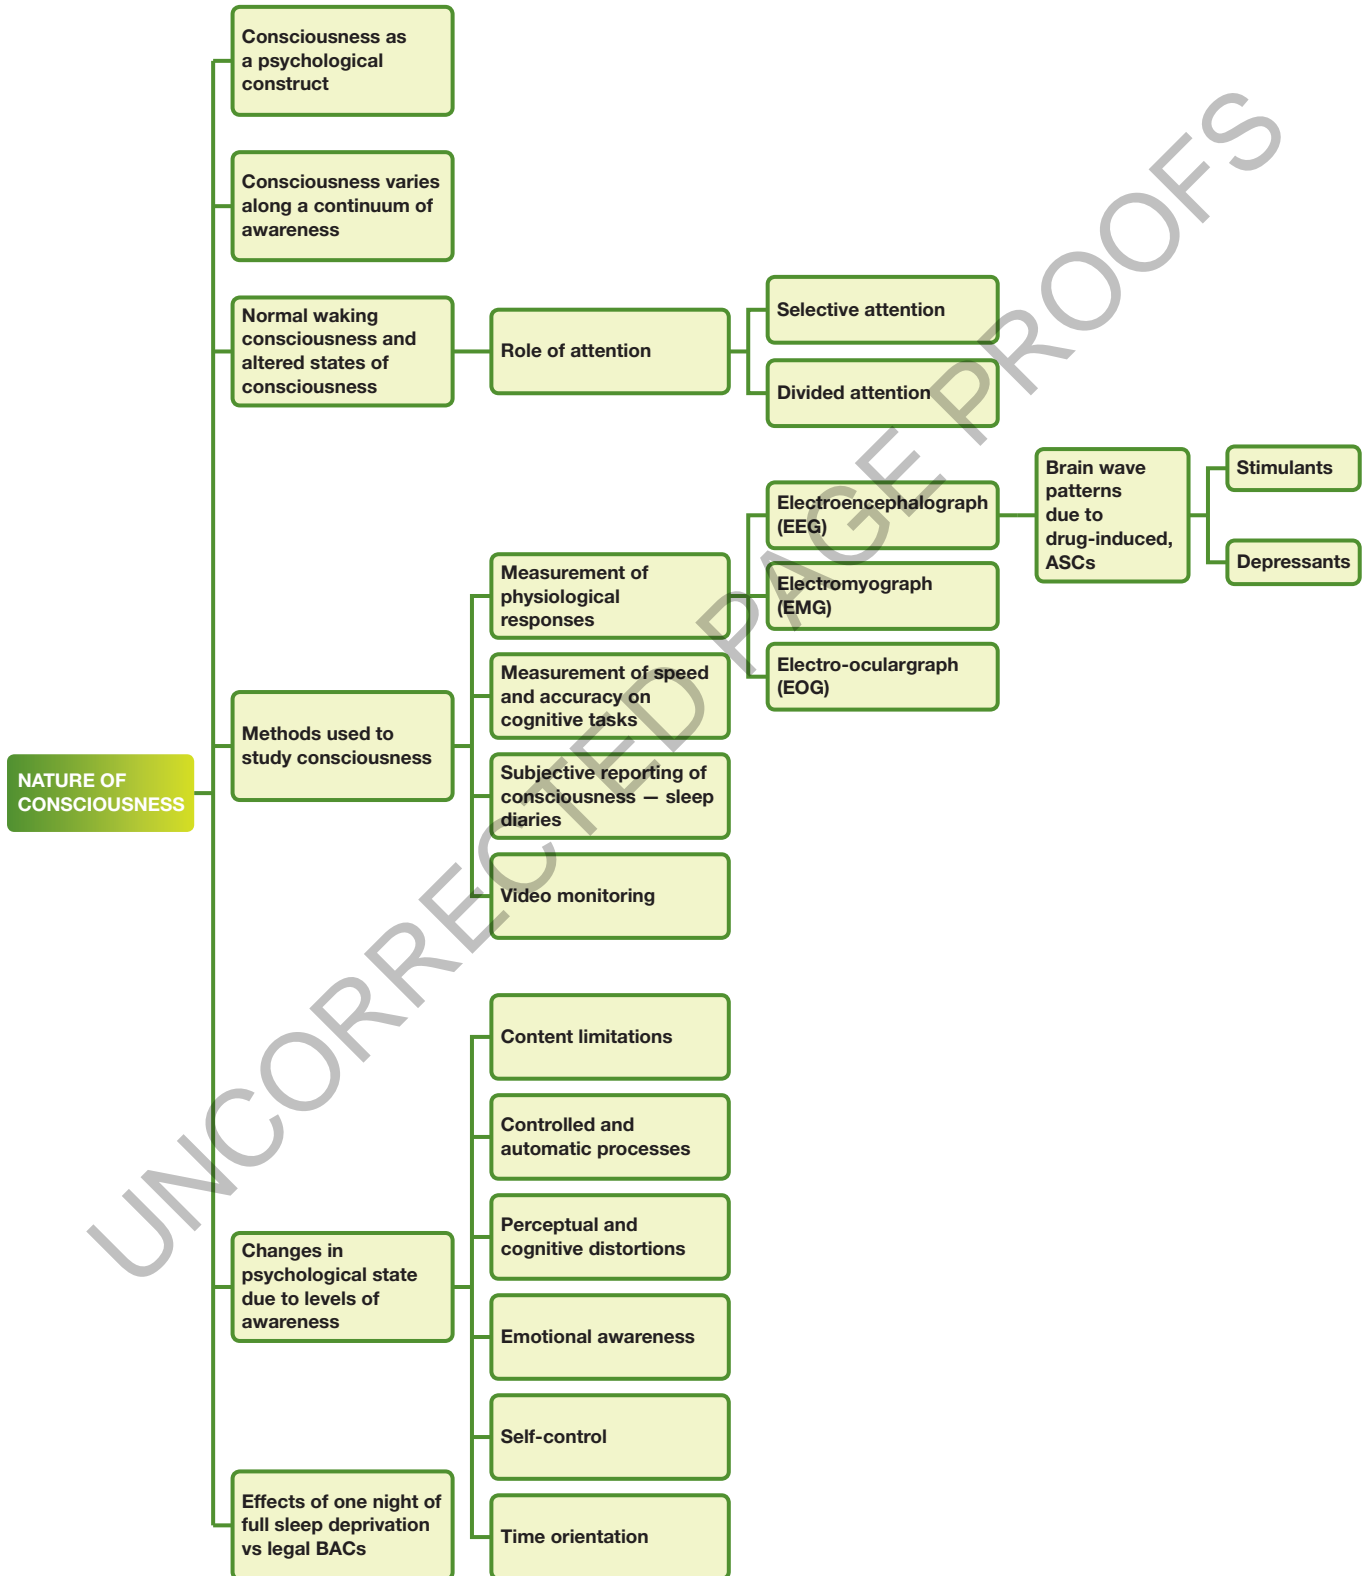 Consciousness as
a psychological
construct
Consciousness varies
along a continuum of
awareness
Normal waking
consciousness and
altered states of
consciousness
Role of attention
Selective attention
Divided attention
Electroencephalograph
(EEG)
Brain wave
patterns
due to
drug-induced,
ASCs
Stimulants
Depressants
Measurement of
physiological
responses
Electromyograph
(EMG)
Electro-oculargraph
(EOG)
Measurement of speed
and accuracy on
cognitive tasks
Methods used to
study consciousness
Subjective reporting of
consciousness — sleep
diaries
Video monitoring
NATURE OF
CONSCIOUSNESS
Content limitations
Controlled and
automatic processes
Perceptual and
cognitive distortions
Changes in
psychological state
due to levels of
awareness
Emotional awareness
Self-control
Time orientation
Effects of one night of
full sleep deprivation
vs legal BACs
UNCORRECTED PAGE PROOFS